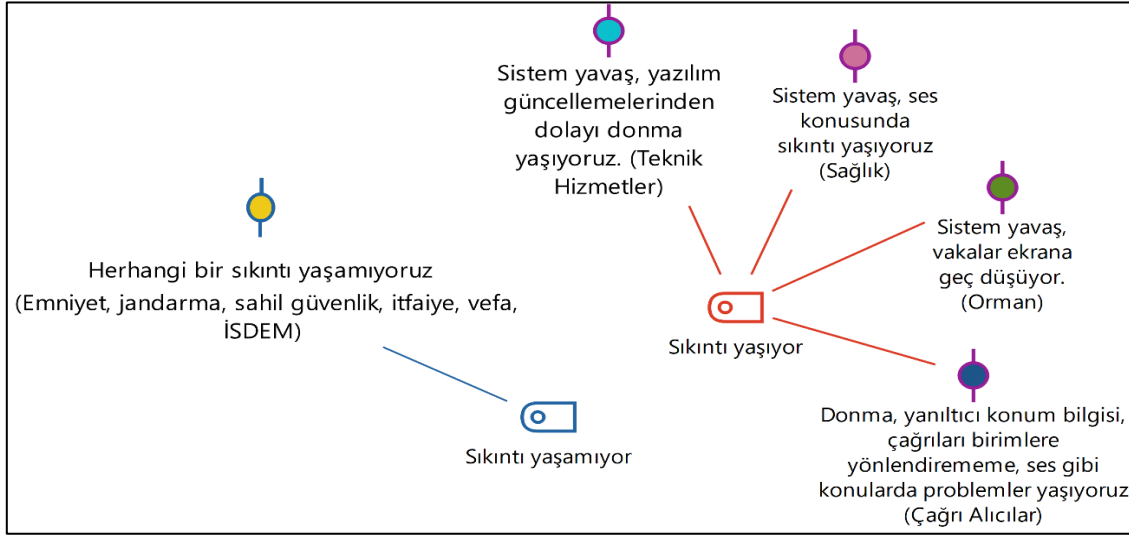 Sistem yavaş, yazılım
güncellemelerinden
dolayı donma
yaşıyoruz. (Teknik
Hizmetler)
Sistem yavaş, ses
konusunda
sıkıntı yaşıyoruz
(Sağlık)
Sistem yavaş,
vakalar ekrana
geç düşüyor.
(Orman)
Herhangi bir sıkıntı yaşamıyoruz
(Emniyet, jandarma, sahil güvenlik, itfaiye, vefa,
İSDEM)
Sıkıntı yaşıyor
Sıkıntı yaşamıyor
Donma, yanıltıcı konum bilgisi,
çağrıları birimlere
yönlendirememe, ses gibi
konularda problemler yaşıyoruz
(Çağrı Alıcılar)